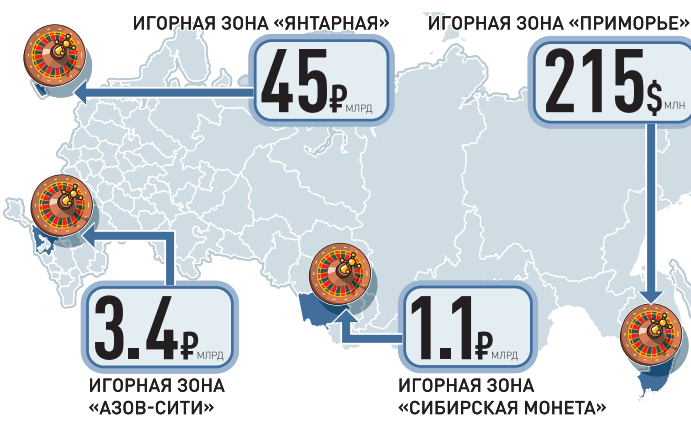 ИГОРНАЯ ЗОНА «ЯНТАРНАЯ»
45₽ МЛРД
ИГОРНАЯ ЗОНА «ПРИМОРЬЕ»
215$ МЛН
3.4₽ МЛРД
ИГОРНАЯ ЗОНА
«АЗОВ-СИТИ»
1.1₽ МЛРД
ИГОРНАЯ ЗОНА
«СИБИРСКАЯ МОНЕТА»